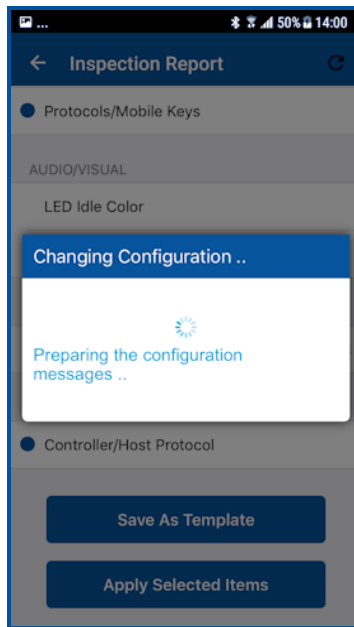 ... 50% 14:00
Inspection Report
Protocols/Mobile Keys
AUDIO/VISUAL
LED Idle Color
Changing Configuration ..
Preparing the configuration
messages ..
Controller/Host Protocol
Save As Template
Apply Selected Items